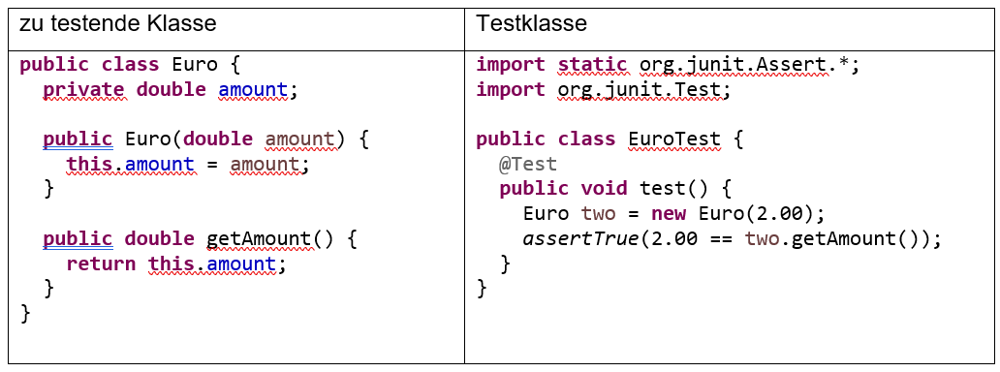 zu testende Klasse
public class Euro {
  private double amount;

  public Euro(double amount) {
    this.amount = amount;
  }

  public double getAmount() {
    return this.amount;
  }
}
Testklasse
import static org.junit.Assert.*;
import org.junit.Test;

public class EuroTest {
  @Test
  public void test() {
    Euro two = new Euro(2.00);
    assertTrue(2.00 == two.getAmount());
  }
}